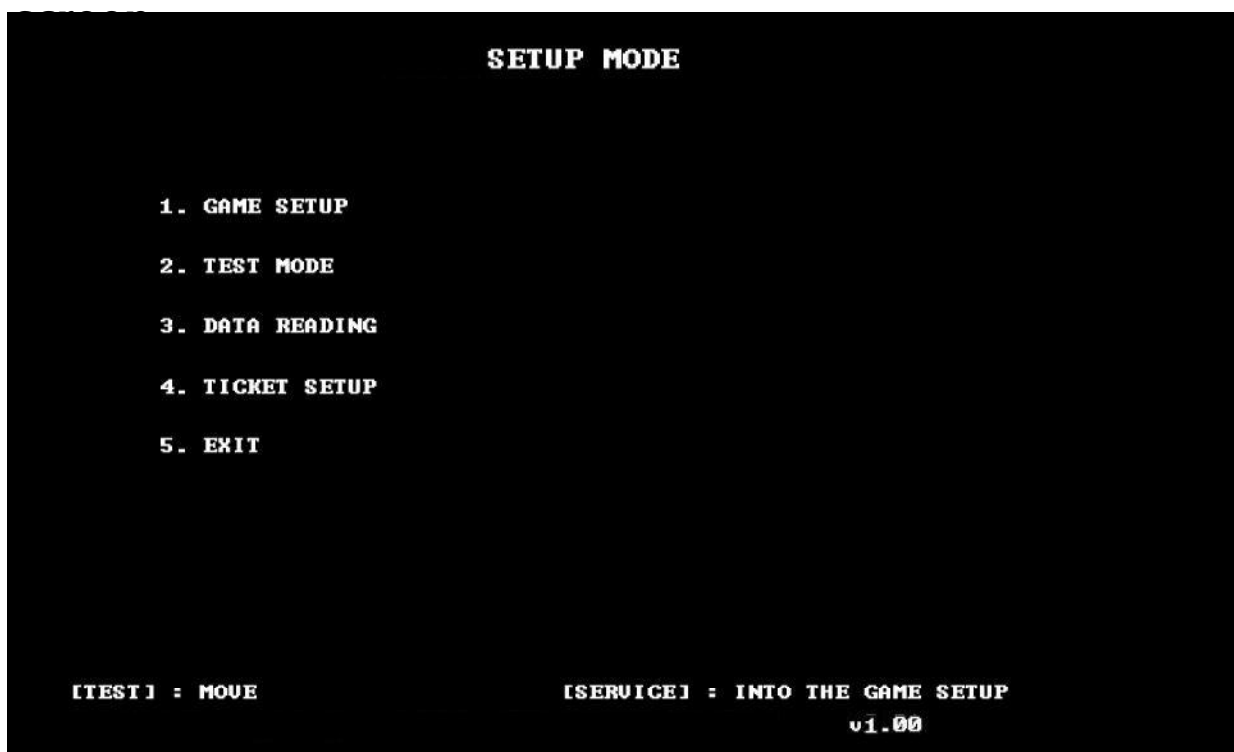 SETUP MODE
1. GAME SETUP
2. TEST MODE
3. DATA READING
4. TICKET SETUP
5. EXIT
[TEST] : MOVE
[SERVICE] : INTO THE GAME SETUP
v1.00